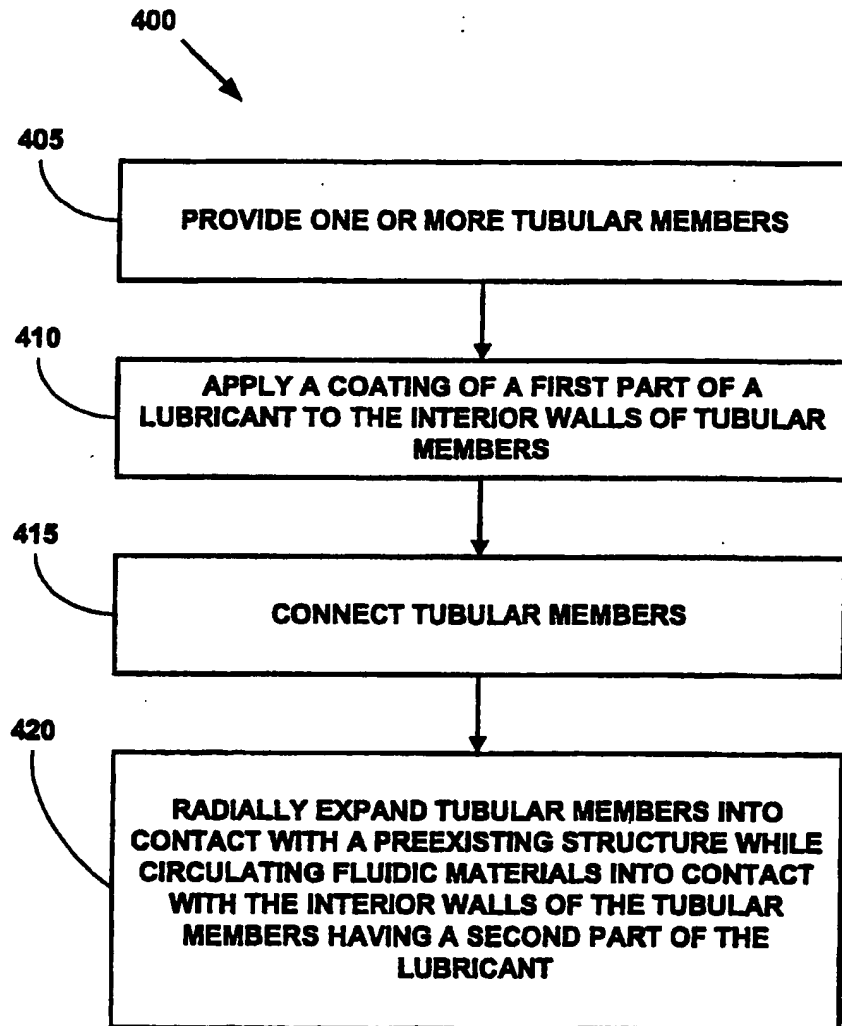 400
405
PROVIDE ONE OR MORE TUBULAR MEMBERS
410
APPLY A COATING OF A FIRST PART OF A
LUBRICANT TO THE INTERIOR WALLS OF TUBULAR
MEMBERS
415
CONNECT TUBULAR MEMBERS
420
RADIALLY EXPAND TUBULAR MEMBERS INTO
CONTACT WITH A PREEXISTING STRUCTURE WHILE
CIRCULATING FLUIDIC MATERIALS INTO CONTACT
WITH THE INTERIOR WALLS OF THE TUBULAR
MEMBERS HAVING A SECOND PART OF THE
LUBRICANT